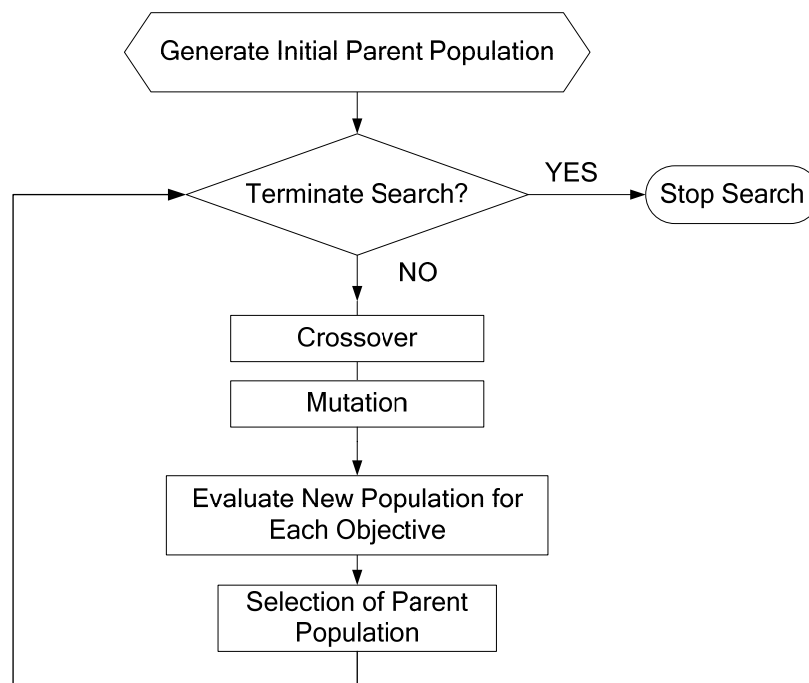 Generate Initial Parent Population
Terminate Search?
YES
Stop Search
NO
Crossover
Mutation
Evaluate New Population for
Each Objective
Selection of Parent
Population